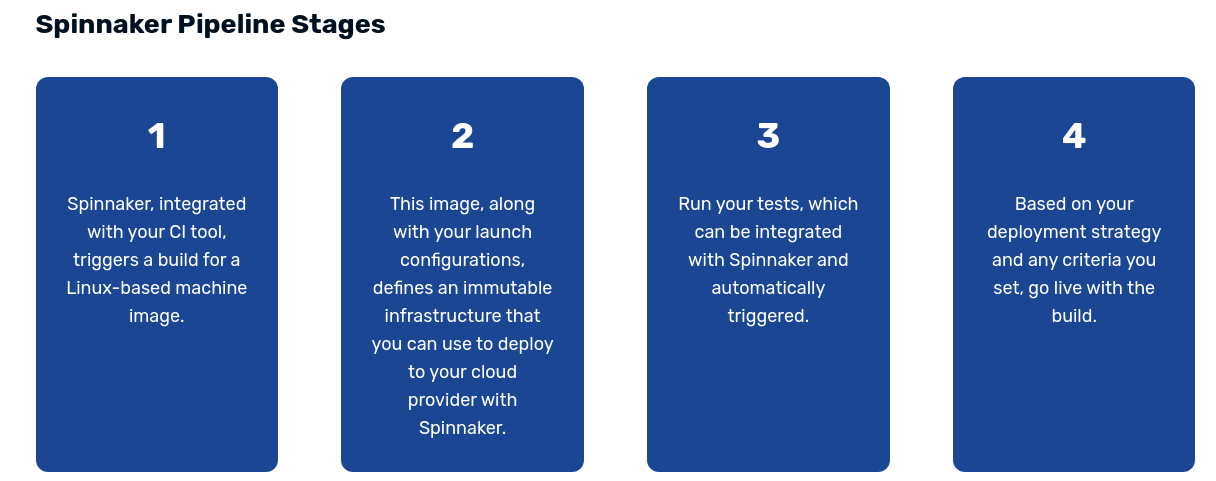 Spinnaker Pipeline Stages
1
Spinnaker, integrated
with your CI tool,
triggers a build for a
Linux-based machine
image.
2
This image, along
with your launch
configurations,
defines an immutable
infrastructure that
you can use to deploy
to your cloud
provider with
Spinnaker.
3
Run your tests, which
can be integrated
with Spinnaker and
automatically
triggered.
4
Based on your
deployment strategy
and any criteria you
set, go live with the
build.